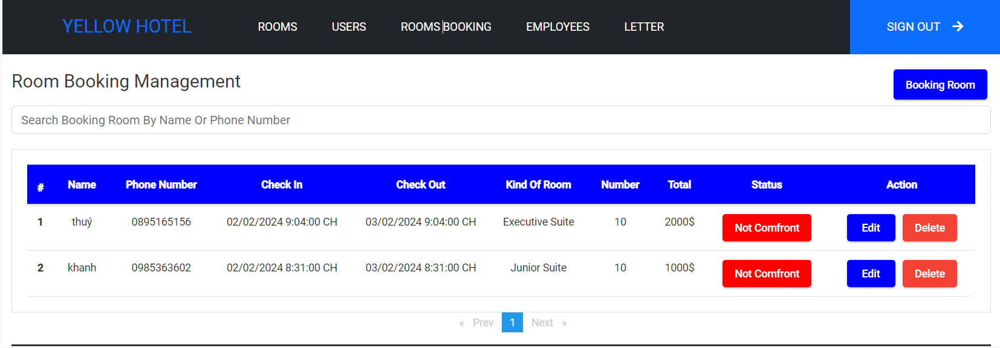 YELLOW HOTEL ROOMS USERS ROOMS BOOKING EMPLOYEES LETTER SIGN OUT →
Room Booking Management
Booking Room
Search Booking Room By Name Or Phone Number
# Name Phone Number Check In Check Out Kind Of Room Number Total Status Action
1 thuý 0895165156 02/02/2024 9:04:00 CH 03/02/2024 9:04:00 CH Executive Suite 10 2000$ Not Comfront Edit Delete
2 khanh 0985363602 02/02/2024 8:31:00 CH 03/02/2024 8:31:00 CH Junior Suite 10 1000$ Not Comfront Edit Delete
« Prev 1 Next »